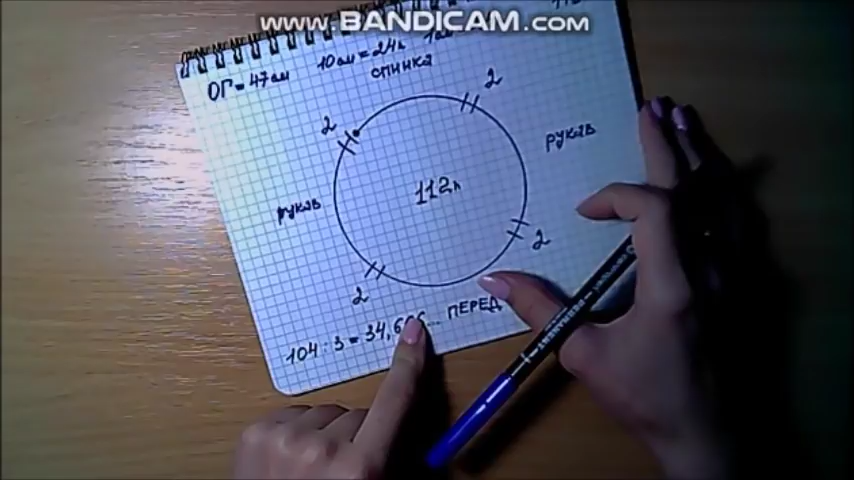 www.BANDICAM.com
ОГ = 47 см 10 см = 24 п
спинка
2
2
рукав
рукав
112 п
2
2
104 : 3 = 34,666...
ПЕРЕД
PERMANENT